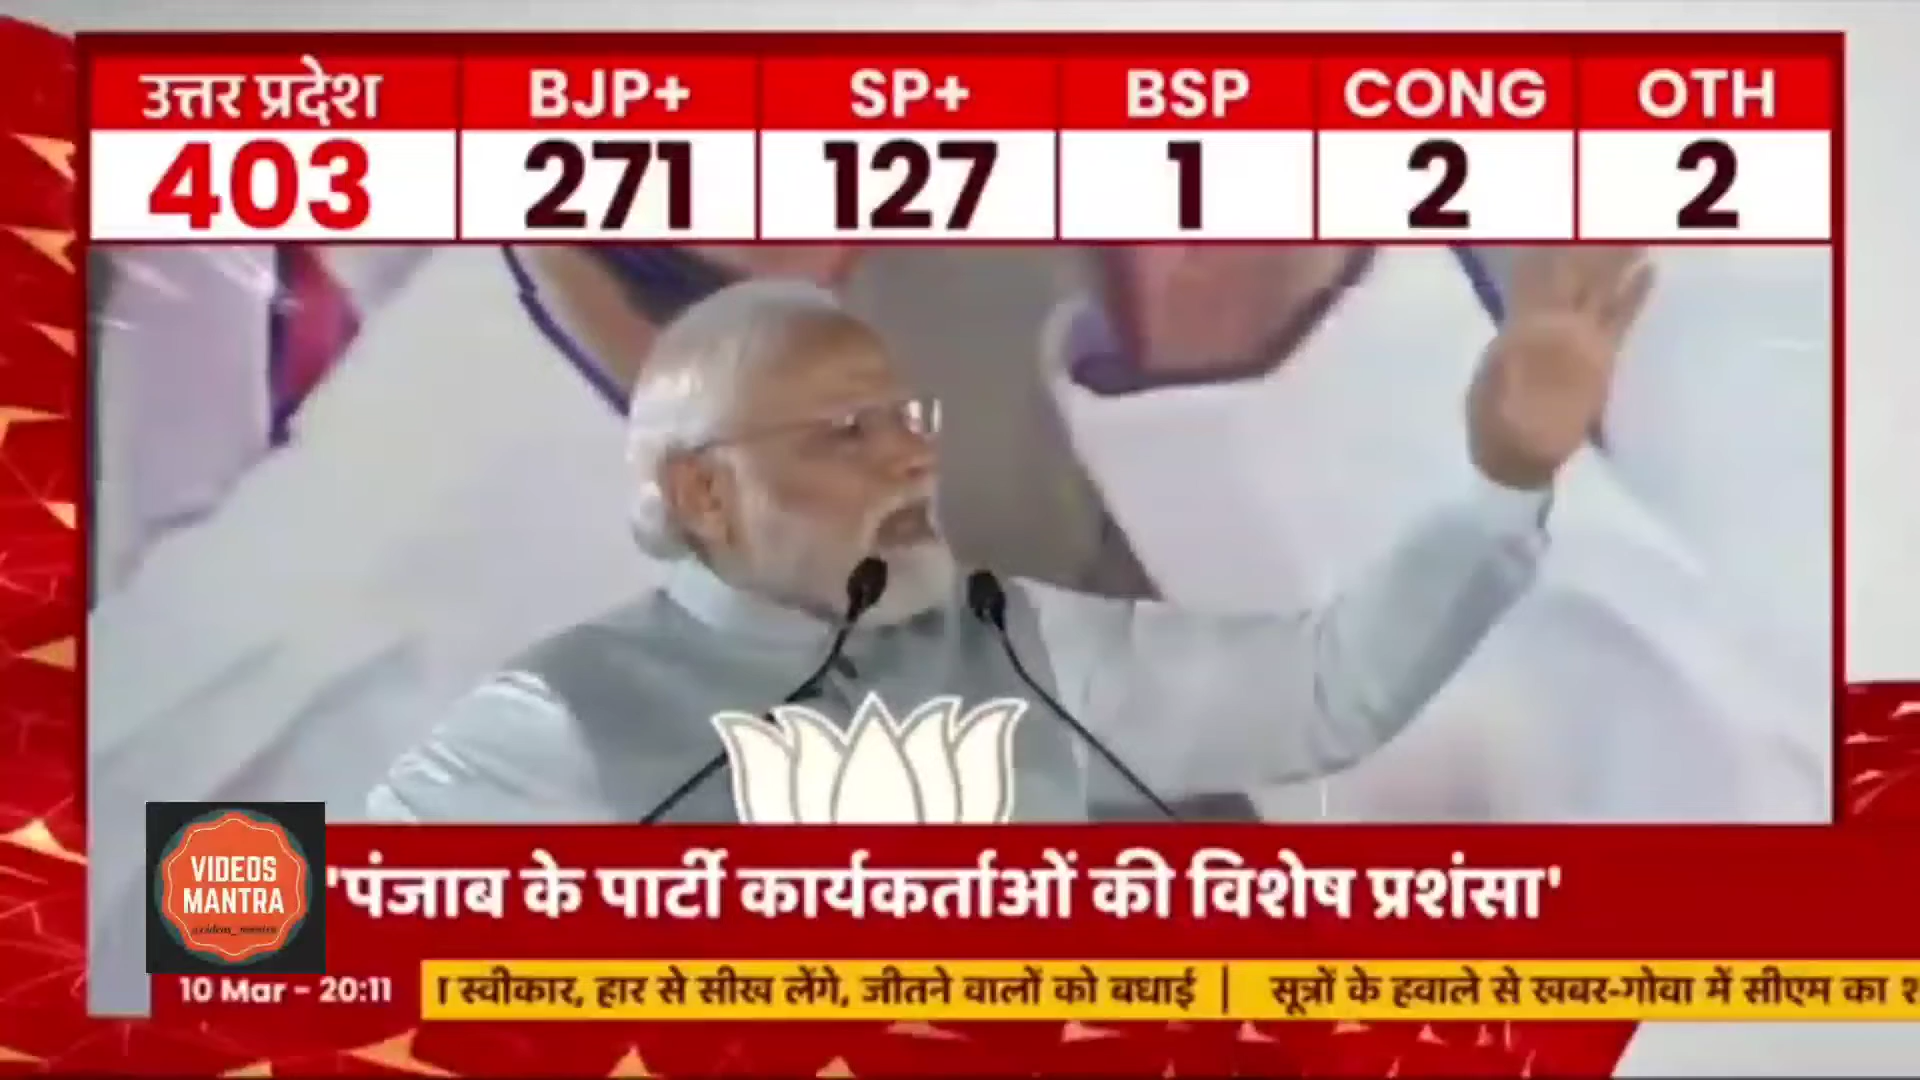 उत्तर प्रदेश BJP+ SP+ BSP CONG OTH
403 271 127 1 2 2
VIDEOS
MANTRA
'पंजाब के पार्टी कार्यकर्ताओं की विशेष प्रशंसा'
10 Mar - 20:11
स्वीकार, हार से सीख लेंगे, जीतने वालों को बधाई | सूत्रों के हवाले से खबर-गोवा में सीएम का